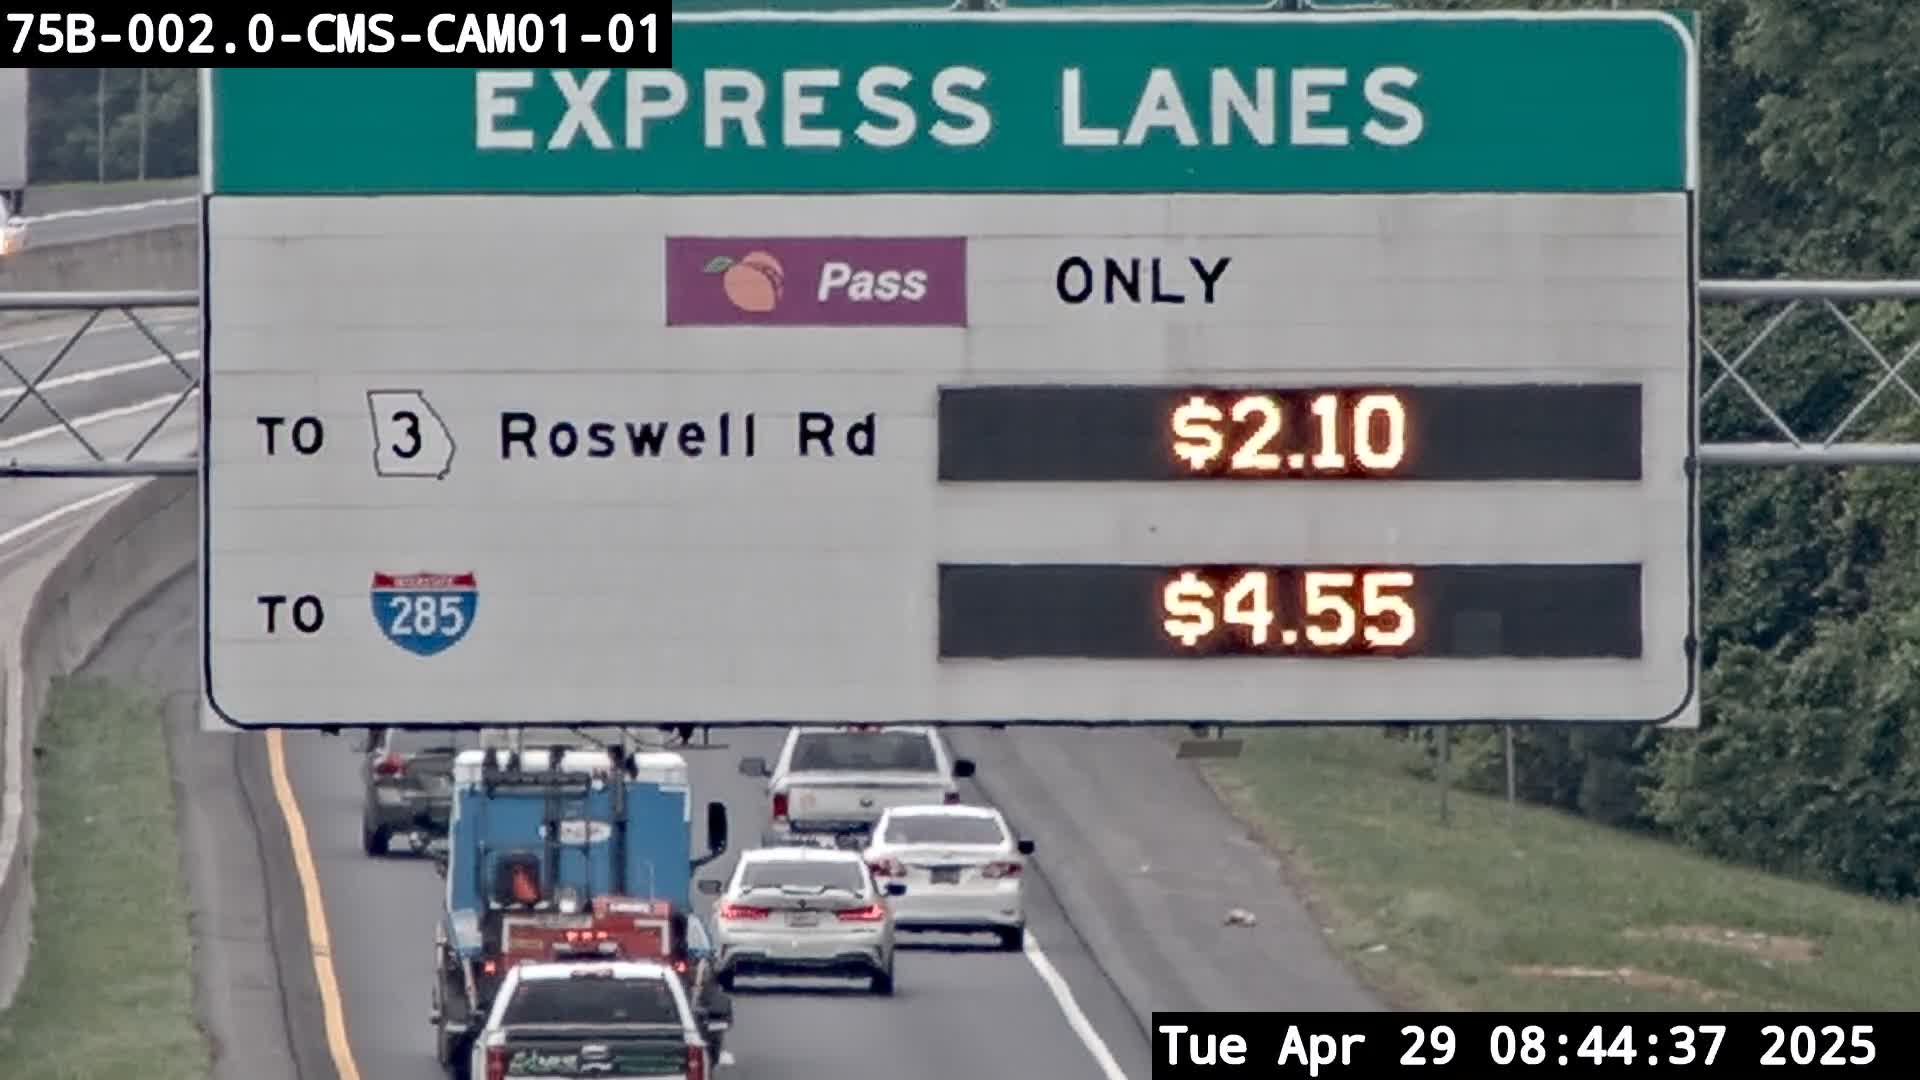 75B-002.0-CMS-CAM01-01
EXPRESS LANES
Pass ONLY
TO 3 Roswell Rd $2.10
TO 285 $4.55
Tue Apr 29 08:44:37 2025